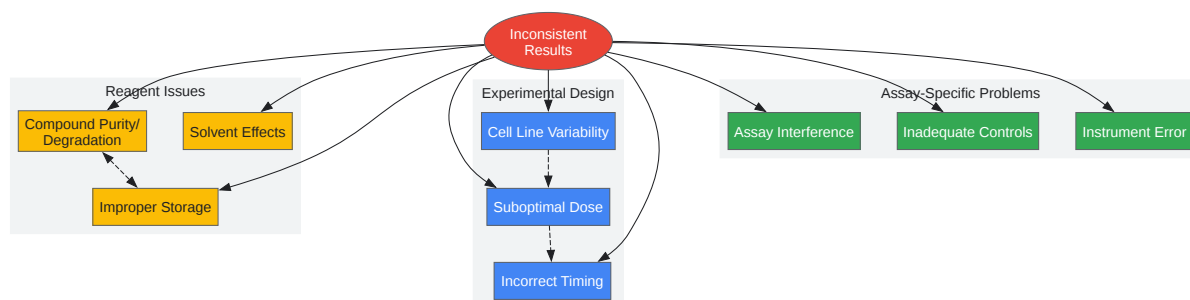 Inconsistent
Results
Reagent Issues
Compound Purity/
Degradation
Solvent Effects
Improper Storage
Experimental Design
Cell Line Variability
Suboptimal Dose
Incorrect Timing
Assay-Specific Problems
Assay Interference
Inadequate Controls
Instrument Error